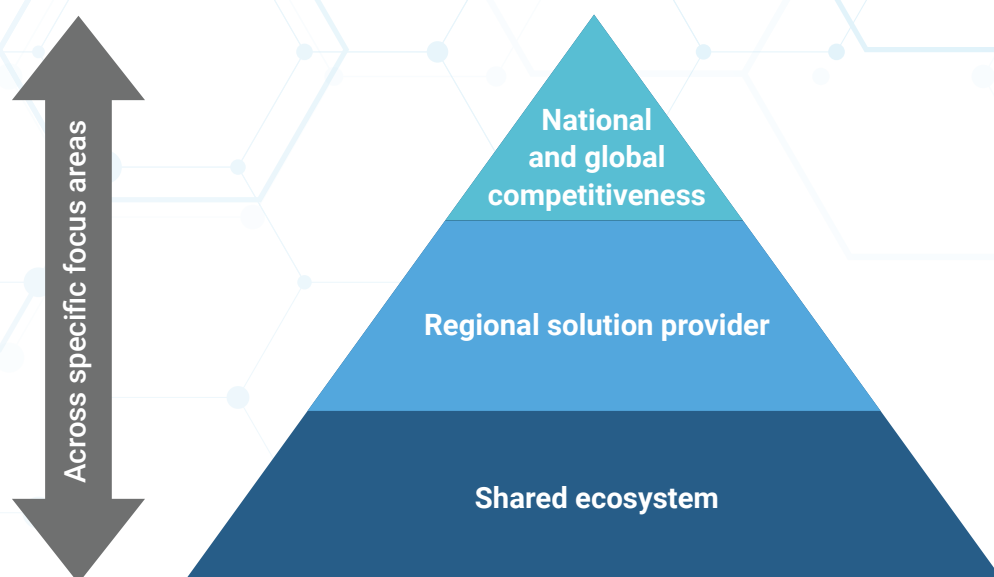 Across specific focus areas
National
and global
competitiveness
Regional solution provider
Shared ecosystem